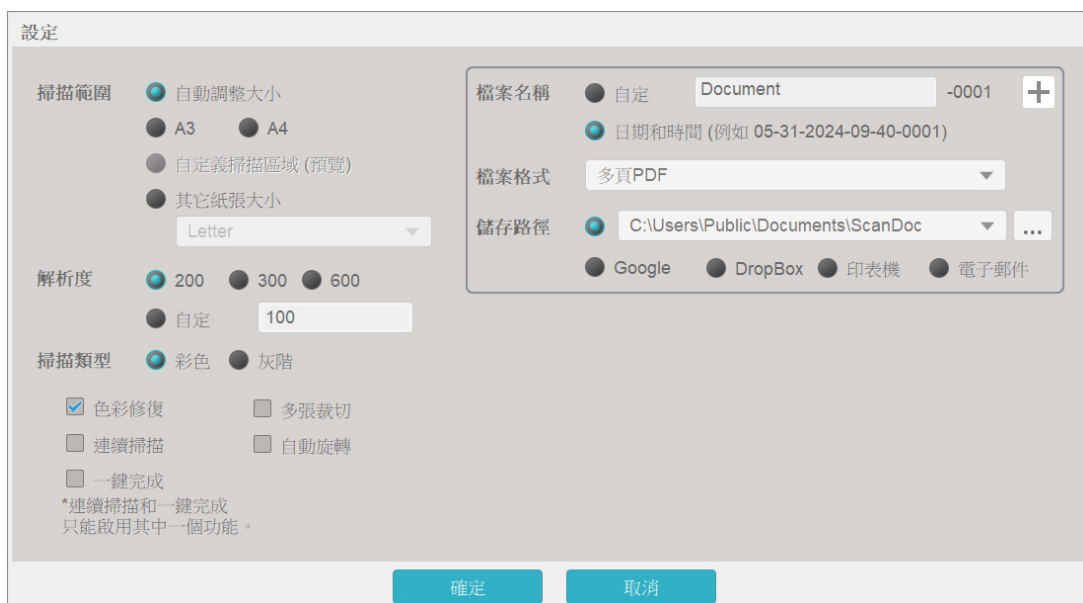 設定
掃描範圍 自動調整大小
A3 A4
自定義掃描區域 (預覽)
其它紙張大小
Letter
解析度 200 300 600
自定 100
掃描類型 彩色 灰階
色彩修復 多張裁切
連續掃描 自動旋轉
一鍵完成
*連續掃描和一鍵完成
只能啟用其中一個功能。
檔案名稱 自定 Document -0001 +
日期和時間 (例如 05-31-2024-09-40-0001)
檔案格式 多頁PDF
儲存路徑 C:\Users\Public\Documents\ScanDoc ...
Google DropBox 印表機 電子郵件
確定 取消